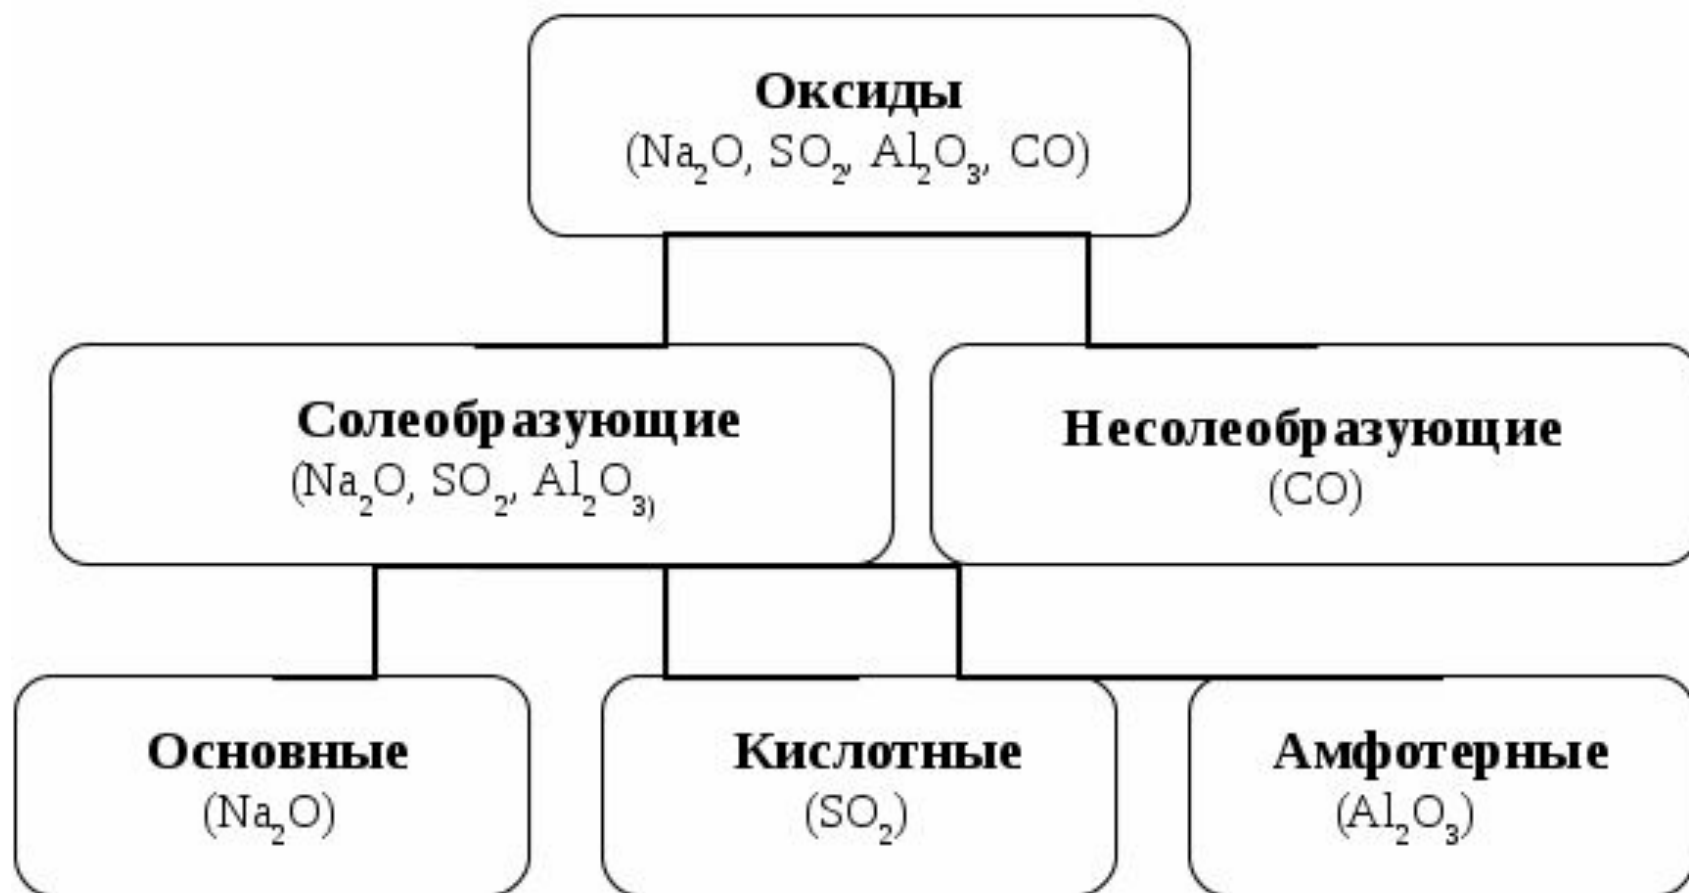 Оксиды
(Na₂O, SO₂, Al₂O₃, CO)
Солеобразующие
(Na₂O, SO₂, Al₂O₃)
Несолеобразующие
(CO)
Основные
(Na₂O)
Кислотные
(SO₂)
Амфотерные
(Al₂O₃)